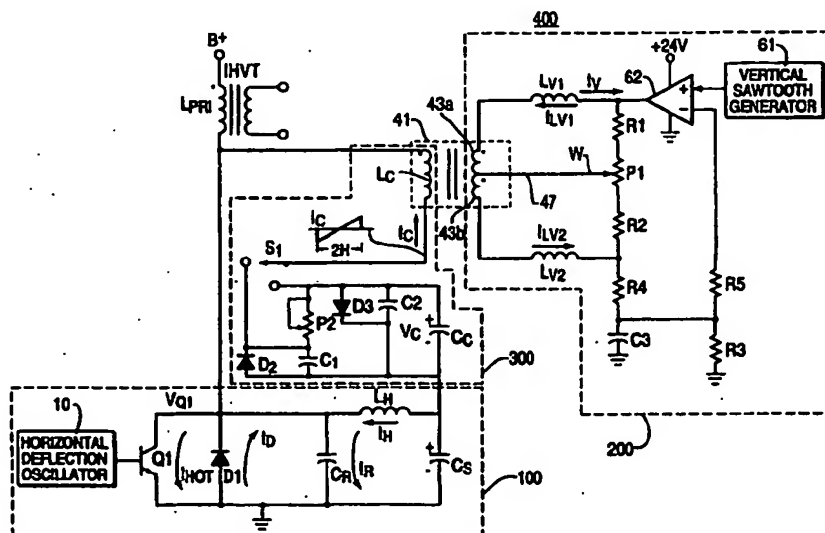 400
B+
IHVT
LPRI
+24V
61
62
VERTICAL
SAWTOOTH
GENERATOR
+
-
LV1
IV
ILV1
43a
41
R1
W
P1
LC
47
IC
2H
IC
43b
R2
ILV2
LV2
S1
R4
R5
P2
D3
C2
+
VC
CC
-
C3
R3
D2
C1
300
200
10
VQ1
LH
IH
HORIZONTAL
DEFLECTION
OSCILLATOR
Q1
IHOT
D1
ID
CR
IR
+
CS
-
100